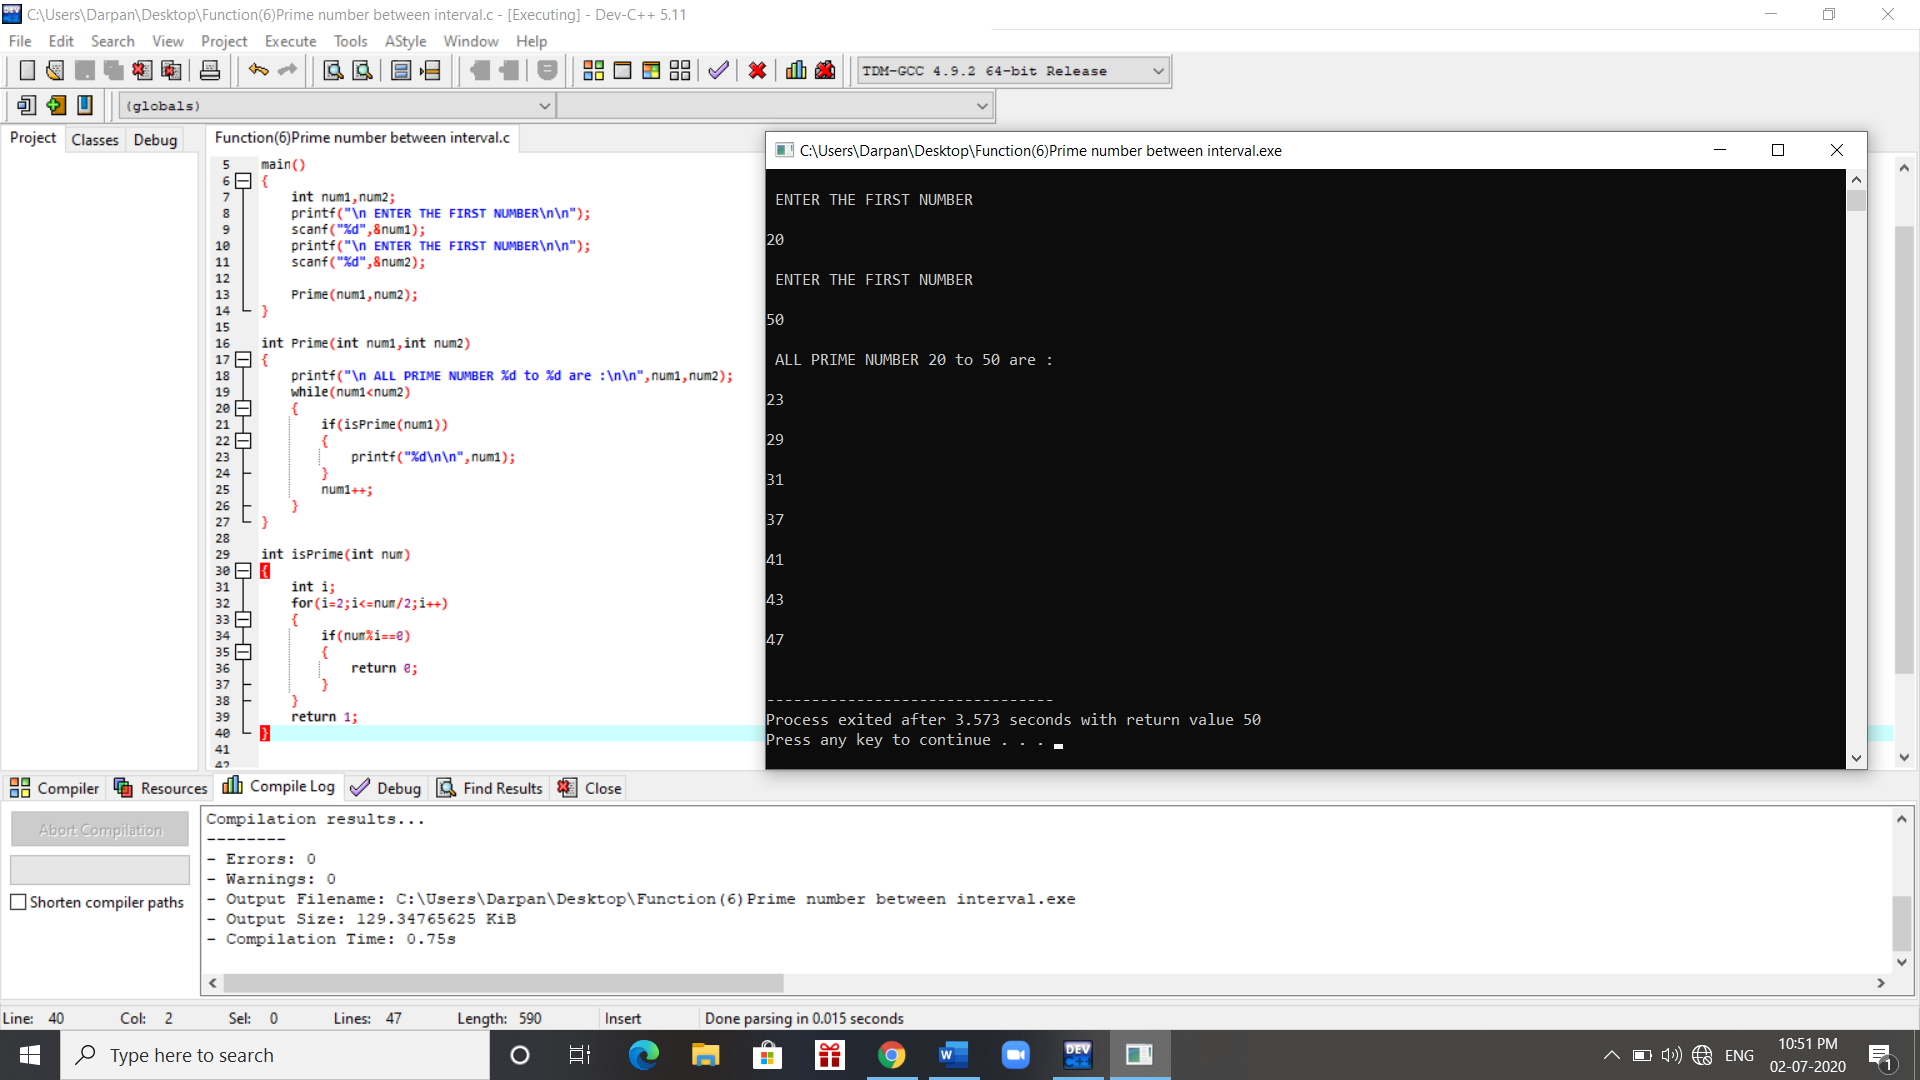 C:\Users\Darpan\Desktop\Function(6)Prime number between interval.c - [Executing] - Dev-C++ 5.11
File Edit Search View Project Execute Tools AStyle Window Help
TDM-GCC 4.9.2 64-bit Release
(globals)
Project Classes Debug
Function(6)Prime number between interval.c
5 main()
6 {
7 int num1,num2;
8 printf("\n ENTER THE FIRST NUMBER\n\n");
9 scanf("%d",&num1);
10 printf("\n ENTER THE FIRST NUMBER\n\n");
11 scanf("%d",&num2);
12
13 Prime(num1,num2);
14 }
15
16 int Prime(int num1,int num2)
17 {
18 printf("\n ALL PRIME NUMBER %d to %d are :\n\n",num1,num2);
19 while(num1<num2)
20 {
21 if(isPrime(num1))
22 {
23 printf("%d\n\n",num1);
24 }
25 num1++;
26 }
27 }
28
29 int isPrime(int num)
30 {
31 int i;
32 for(i=2;i<=num/2;i++)
33 {
34 if(num%i==0)
35 {
36 return 0;
37 }
38 }
39 return 1;
40 }
41
42
C:\Users\Darpan\Desktop\Function(6)Prime number between interval.exe
ENTER THE FIRST NUMBER
20
ENTER THE FIRST NUMBER
50
ALL PRIME NUMBER 20 to 50 are :
23
29
31
37
41
43
47
--------------------------------
Process exited after 3.573 seconds with return value 50
Press any key to continue . . .
Compiler Resources Compile Log Debug Find Results Close
Abort Compilation
Shorten compiler paths
Compilation results...
--------
- Errors: 0
- Warnings: 0
- Output Filename: C:\Users\Darpan\Desktop\Function(6)Prime number between interval.exe
- Output Size: 129.34765625 KiB
- Compilation Time: 0.75s
Line: 40 Col: 2 Sel: 0 Lines: 47 Length: 590 Insert Done parsing in 0.015 seconds
Type here to search
DEV C++
ENG
10:51 PM
02-07-2020
1